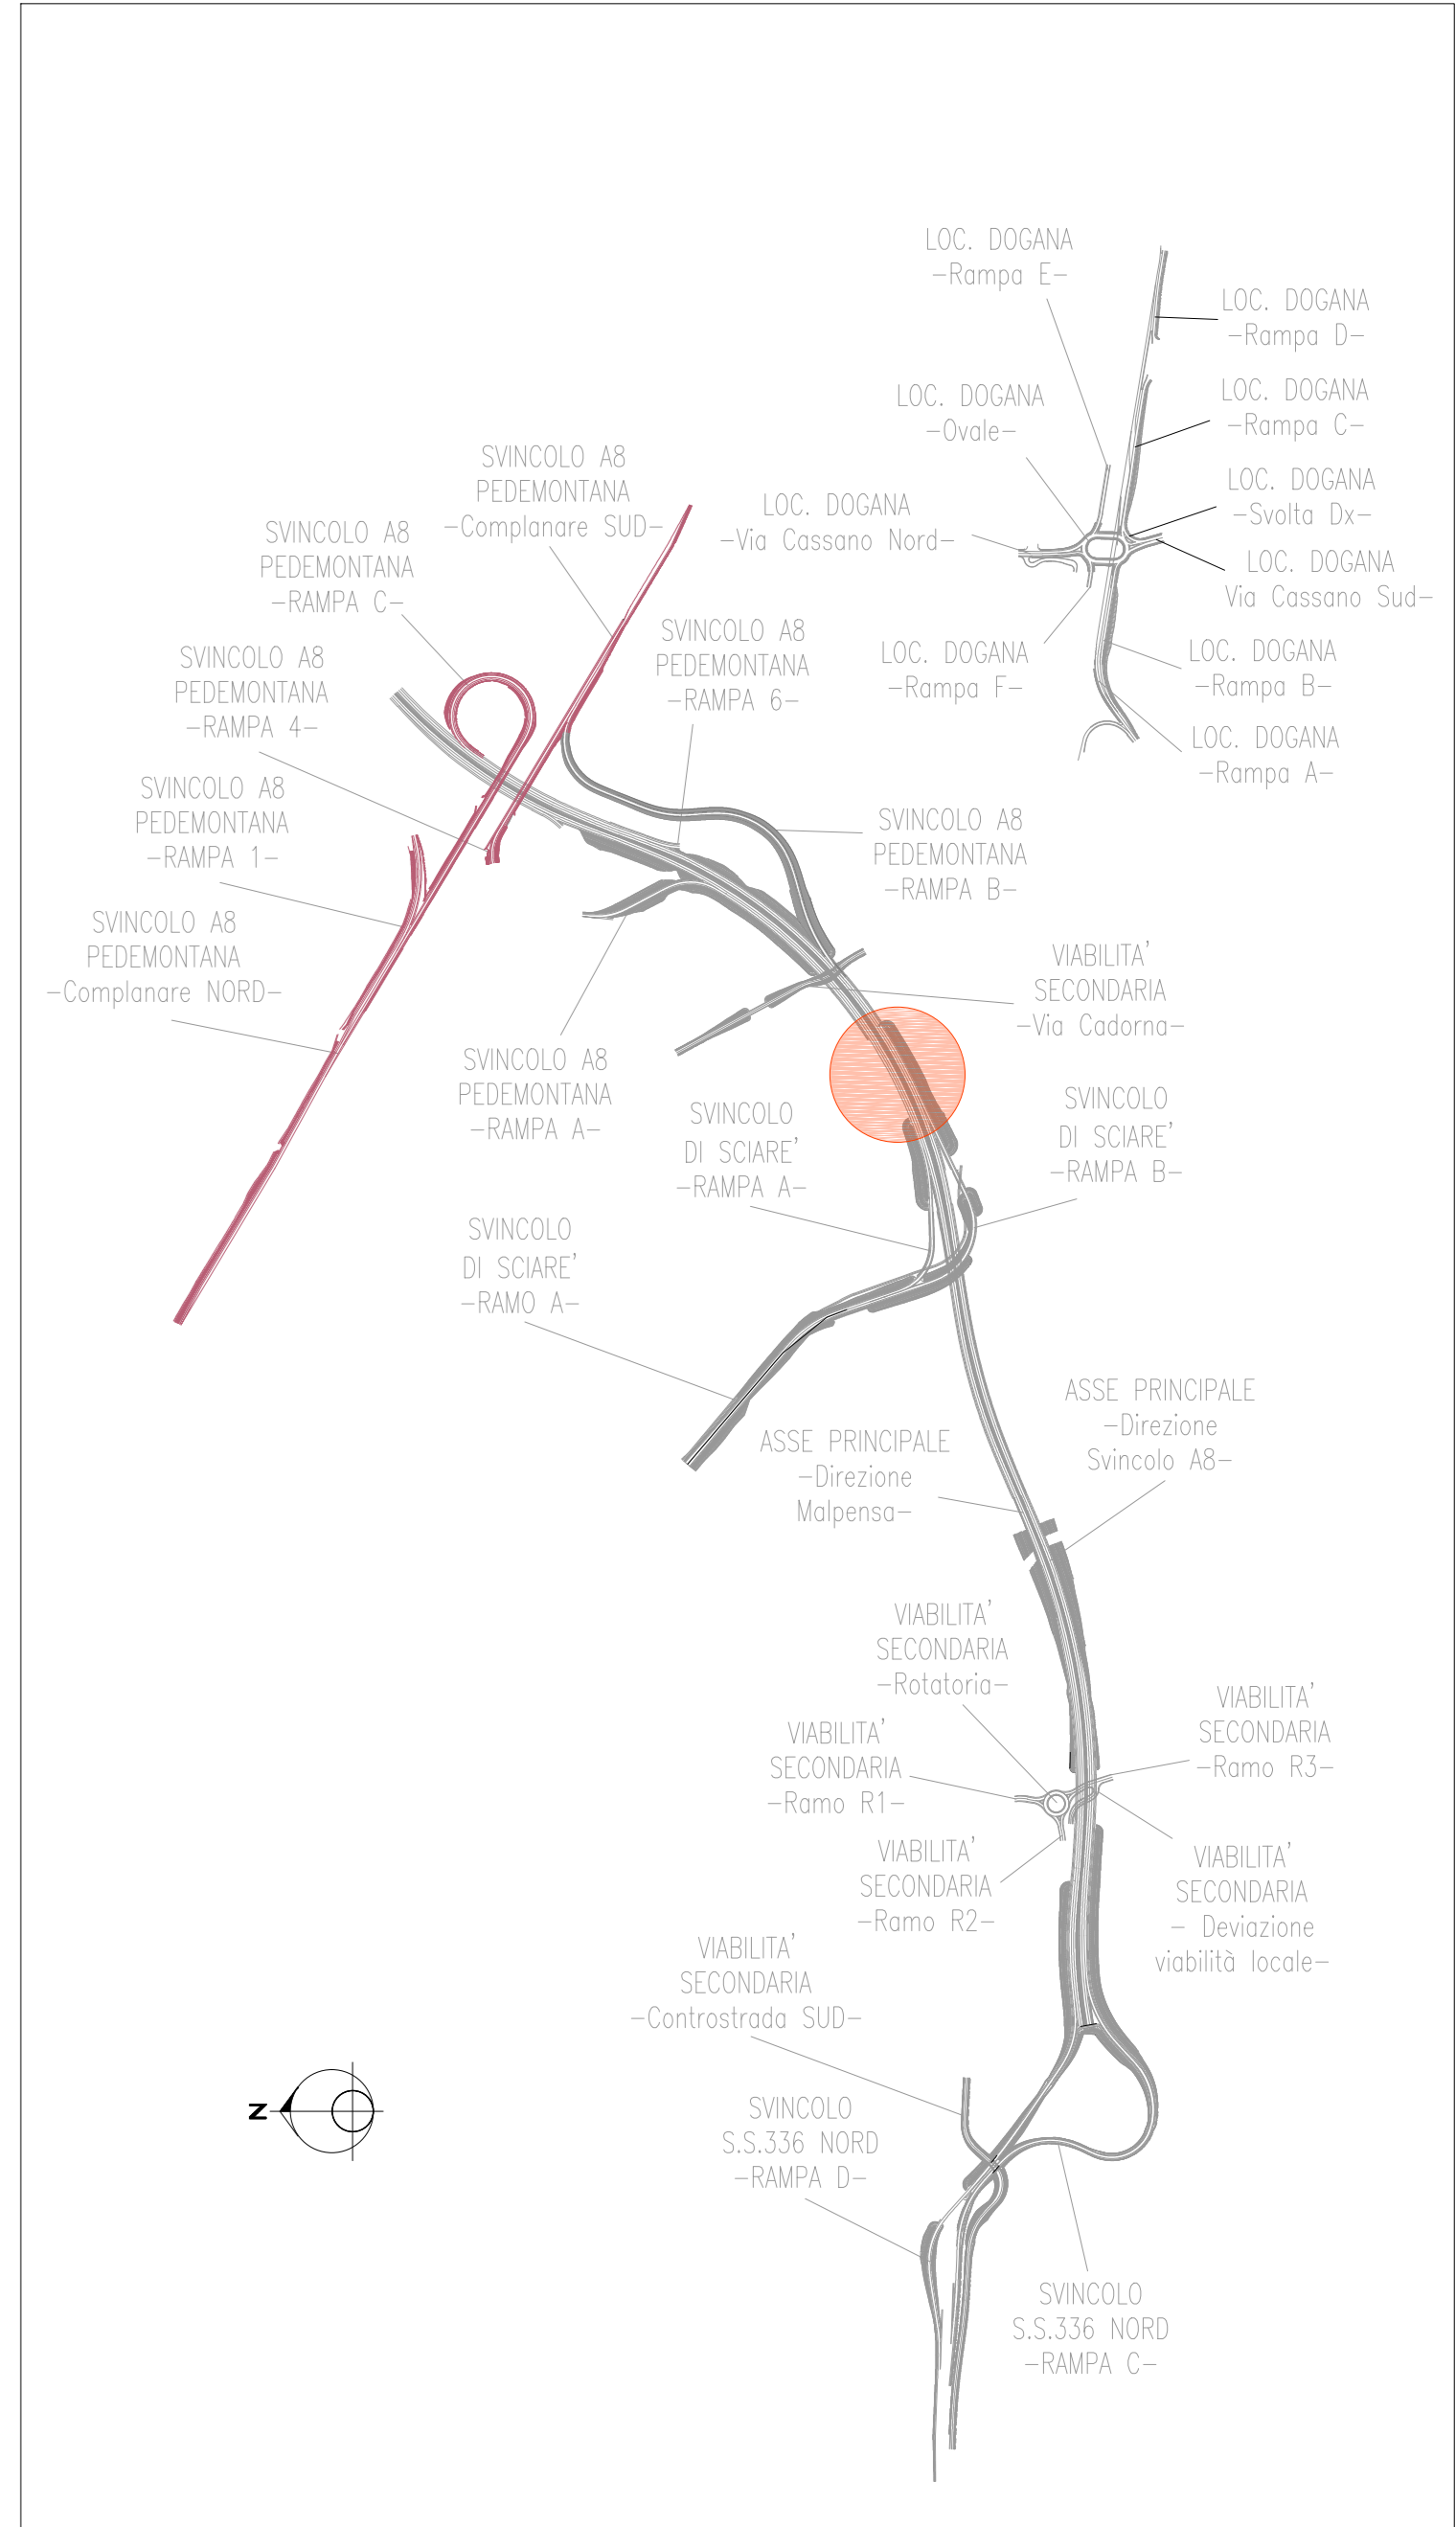 LOC. DOGANA
-Rampa E-
LOC. DOGANA
-Rampa D-
LOC. DOGANA
-Ovale-
LOC. DOGANA
-Rampa C-
SVINCOLO A8
PEDEMONTANA
-Complanare SUD-
LOC. DOGANA
-Via Cassano Nord-
LOC. DOGANA
-Svolta Dx-
SVINCOLO A8
PEDEMONTANA
-RAMPA C-
LOC. DOGANA
Via Cassano Sud-
SVINCOLO A8
PEDEMONTANA
-RAMPA 4-
SVINCOLO A8
PEDEMONTANA
-RAMPA 6-
LOC. DOGANA
-Rampa F-
LOC. DOGANA
-Rampa B-
LOC. DOGANA
-Rampa A-
SVINCOLO A8
PEDEMONTANA
-RAMPA 1-
SVINCOLO A8
PEDEMONTANA
-RAMPA B-
SVINCOLO A8
PEDEMONTANA
-Complanare NORD-
VIABILITA'
SECONDARIA
-Via Cadorna-
SVINCOLO A8
PEDEMONTANA
-RAMPA A-
SVINCOLO
DI SCIARE'
-RAMPA A-
SVINCOLO
DI SCIARE'
-RAMPA B-
SVINCOLO
DI SCIARE'
-RAMO A-
ASSE PRINCIPALE
-Direzione
Svincolo A8-
ASSE PRINCIPALE
-Direzione
Malpensa-
VIABILITA'
SECONDARIA
-Rotatoria-
VIABILITA'
SECONDARIA
-Ramo R3-
VIABILITA'
SECONDARIA
-Ramo R1-
VIABILITA'
SECONDARIA
-Ramo R2-
VIABILITA'
SECONDARIA
- Deviazione
viabilità locale-
VIABILITA'
SECONDARIA
-Controstrada SUD-
N
SVINCOLO
S.S.336 NORD
-RAMPA D-
SVINCOLO
S.S.336 NORD
-RAMPA C-